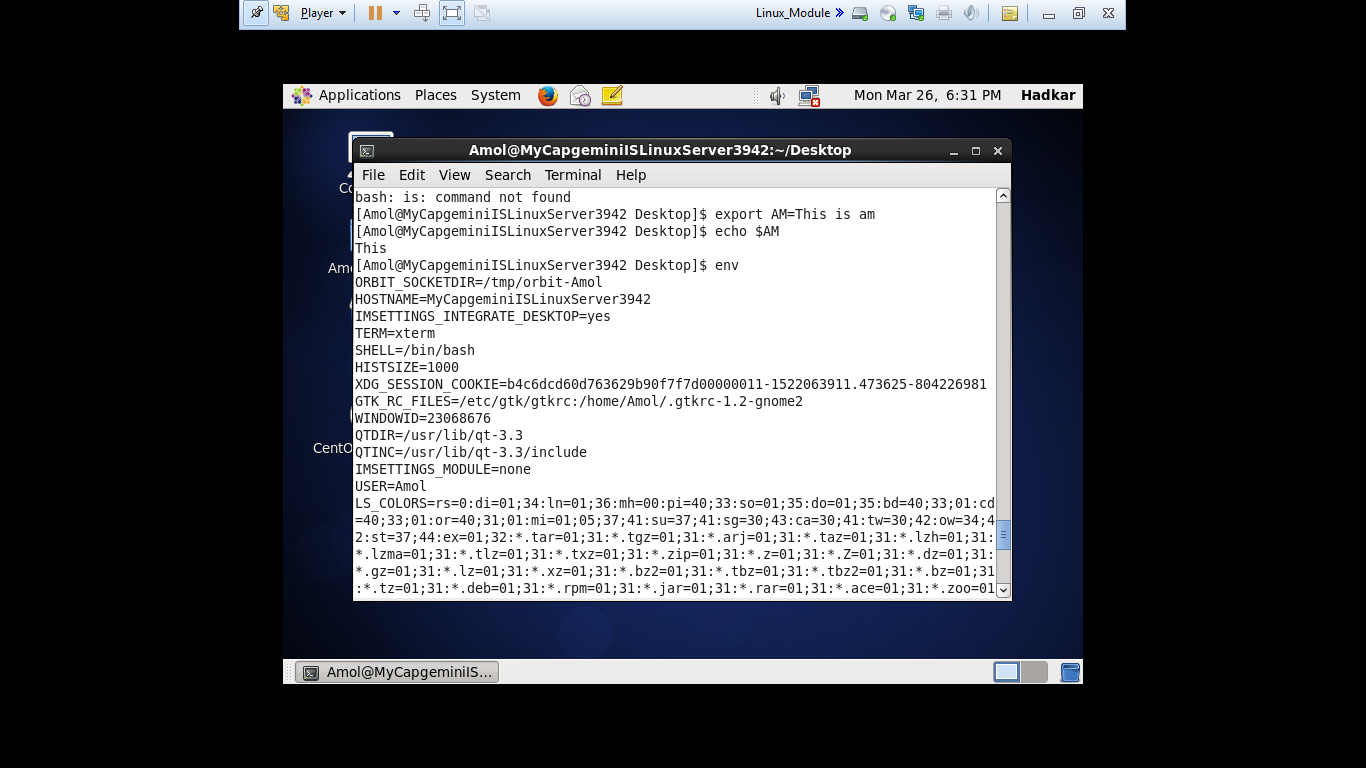 Player
Linux_Module
Applications Places System
Mon Mar 26, 6:31 PM Hadkar
Co
Amo
CentO
Amol@MyCapgeminiISLinuxServer3942:~/Desktop
File Edit View Search Terminal Help
bash: is: command not found
[Amol@MyCapgeminiISLinuxServer3942 Desktop]$ export AM=This is am
[Amol@MyCapgeminiISLinuxServer3942 Desktop]$ echo $AM
This
[Amol@MyCapgeminiISLinuxServer3942 Desktop]$ env
ORBIT_SOCKETDIR=/tmp/orbit-Amol
HOSTNAME=MyCapgeminiISLinuxServer3942
IMSETTINGS_INTEGRATE_DESKTOP=yes
TERM=xterm
SHELL=/bin/bash
HISTSIZE=1000
XDG_SESSION_COOKIE=b4c6dcd60d763629b90f7f7d00000011-1522063911.473625-804226981
GTK_RC_FILES=/etc/gtk/gtkrc:/home/Amol/.gtkrc-1.2-gnome2
WINDOWID=23068676
QTDIR=/usr/lib/qt-3.3
QTINC=/usr/lib/qt-3.3/include
IMSETTINGS_MODULE=none
USER=Amol
LS_COLORS=rs=0:di=01;34:ln=01;36:mh=00:pi=40;33:so=01;35:do=01;35:bd=40;33;01:cd
=40;33;01:or=40;31;01:mi=01;05;37;41:su=37;41:sg=30;43:ca=30;41:tw=30;42:ow=34;4
2:st=37;44:ex=01;32:*.tar=01;31:*.tgz=01;31:*.arj=01;31:*.taz=01;31:*.lzh=01;31:
*.lzma=01;31:*.tlz=01;31:*.txz=01;31:*.zip=01;31:*.z=01;31:*.Z=01;31:*.dz=01;31:
*.gz=01;31:*.lz=01;31:*.xz=01;31:*.bz2=01;31:*.tbz=01;31:*.tbz2=01;31:*.bz=01;31
:*.tz=01;31:*.deb=01;31:*.rpm=01;31:*.jar=01;31:*.rar=01;31:*.ace=01;31:*.zoo=01
Amol@MyCapgeminiIS...